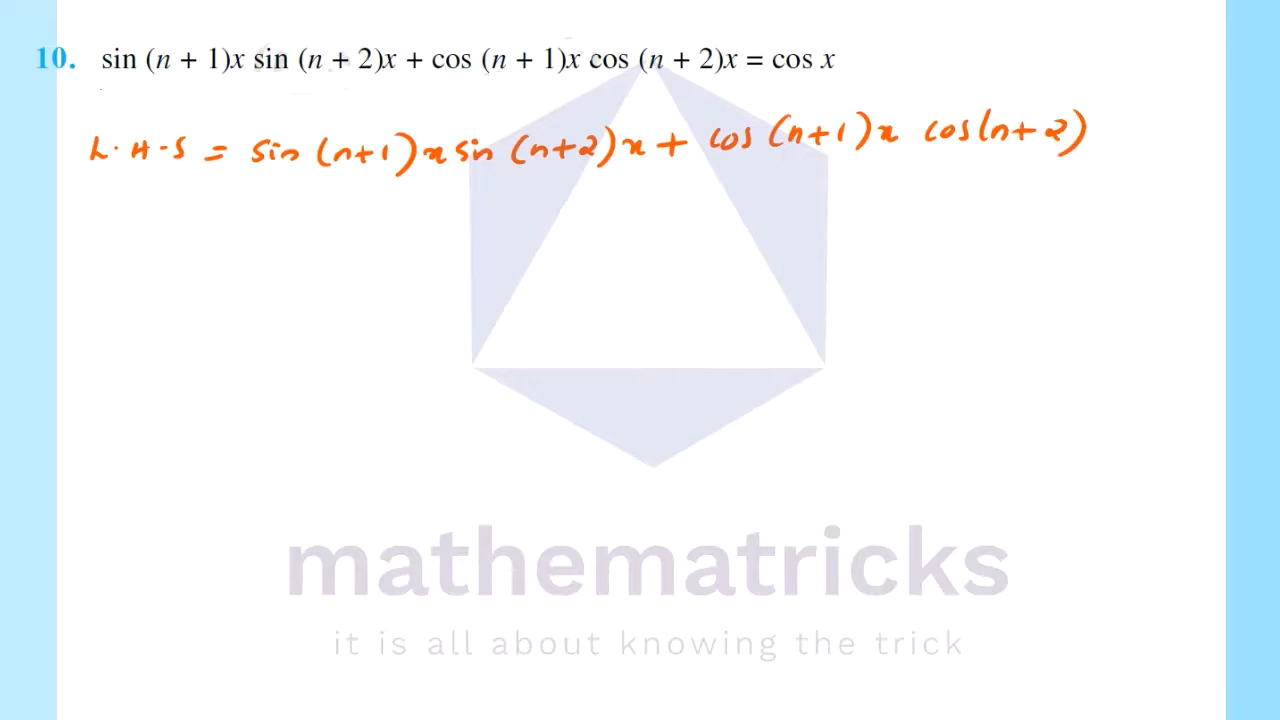 10. sin (n + 1)x sin (n + 2)x + cos (n + 1)x cos (n + 2)x = cos x
L.H.S = sin (n+1)x sin (n+2)x + cos (n+1)x cos(n+2)
mathematricks
it is all about knowing the trick